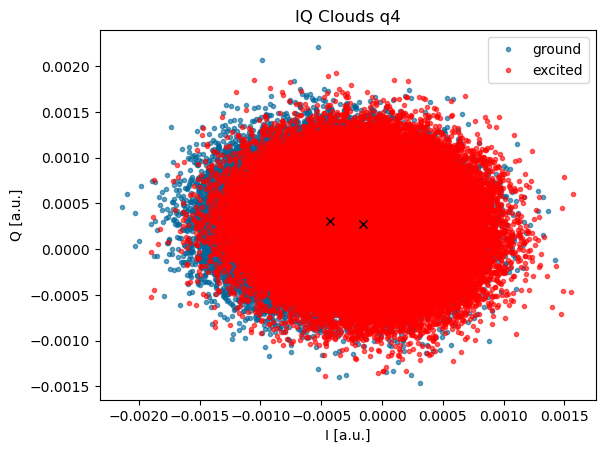 IQ Clouds q4
ground
excited
Q [a.u.]
0.0020
0.0015
0.0010
0.0005
0.0000
−0.0005
−0.0010
−0.0015
−0.0020 −0.0015 −0.0010 −0.0005 0.0000 0.0005 0.0010 0.0015
I [a.u.]